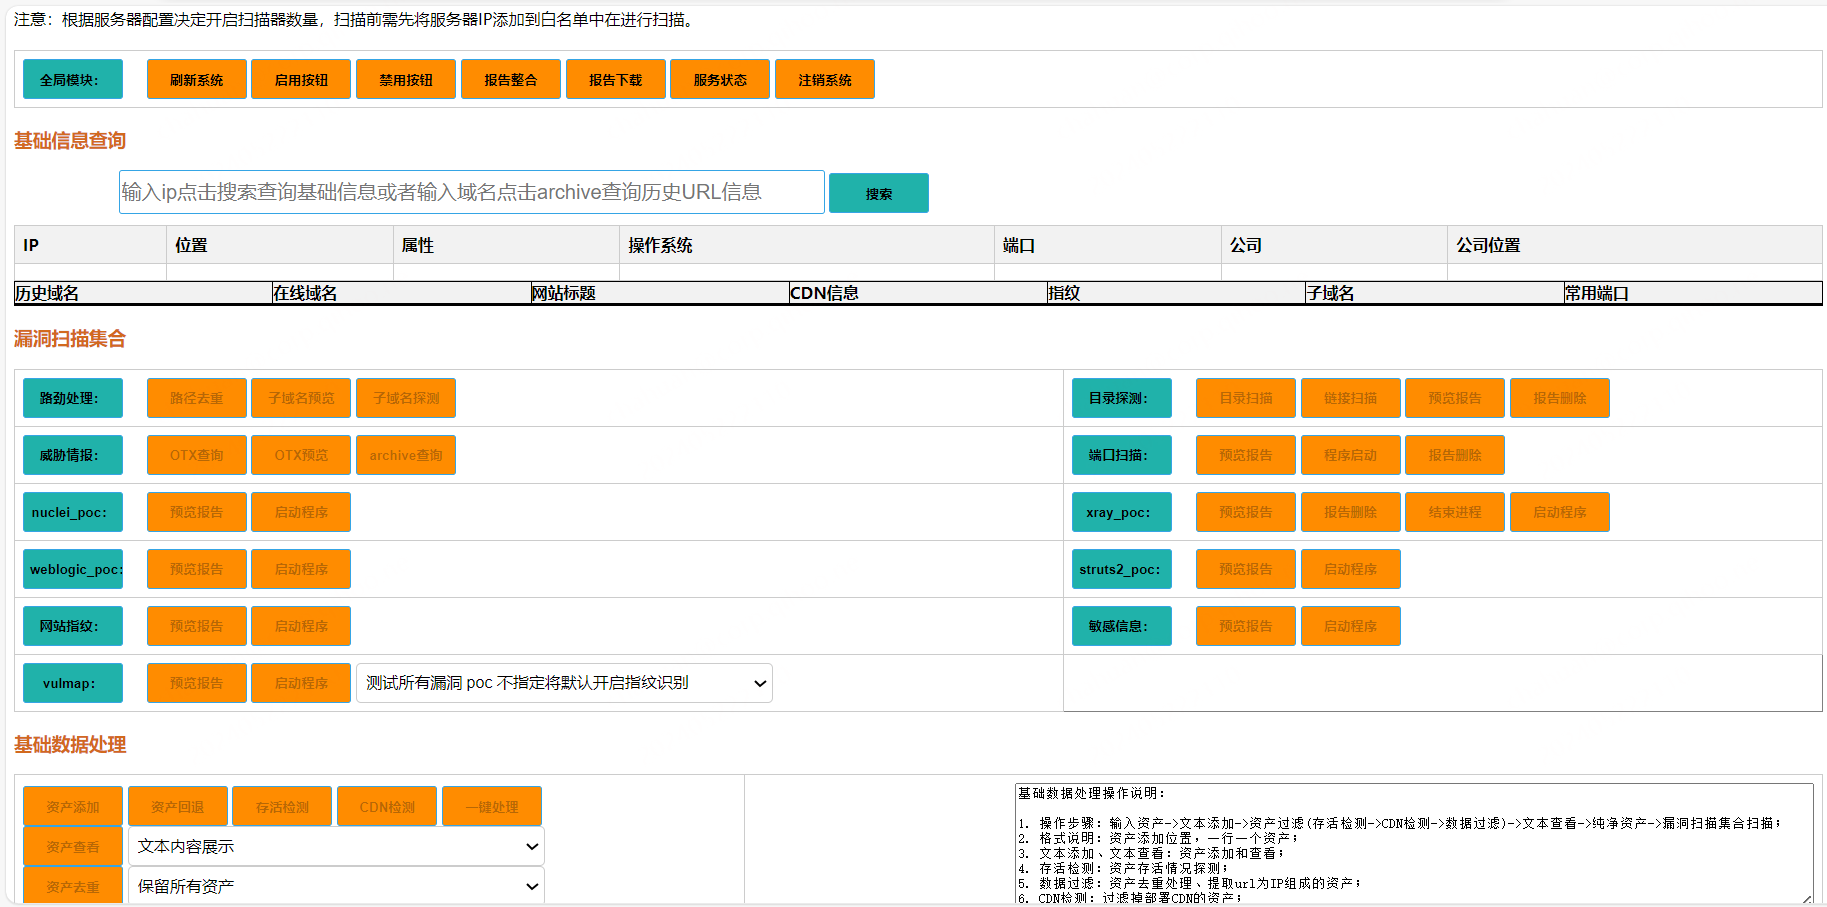 注意：根据服务器配置决定开启扫描器数量，扫描前需先将服务器IP添加到白名单中在进行扫描。
全局模块: 刷新系统 启用按钮 禁用按钮 报告整合 报告下载 服务状态 注销系统
基础信息查询
输入ip点击搜索查询基础信息或者输入域名点击archive查询历史URL信息 搜索
IP 位置 属性 操作系统 端口 公司 公司位置
历史域名 在线域名 网站标题 CDN信息 指纹 子域名 常用端口
漏洞扫描集合
路劲处理: 路径去重 子域名预览 子域名探测 目录探测: 目录扫描 链接扫描 预览报告 报告删除
威胁情报: OTX查询 OTX预览 archive查询 端口扫描: 预览报告 程序启动 报告删除
nuclei_poc: 预览报告 启动程序 xray_poc: 预览报告 报告删除 结束进程 启动程序
weblogic_poc: 预览报告 启动程序 struts2_poc: 预览报告 启动程序
网站指纹: 预览报告 启动程序 敏感信息: 预览报告 启动程序
vulmap: 预览报告 启动程序 测试所有漏洞 poc 不指定将默认开启指纹识别
基础数据处理
资产添加 资产回退 存活检测 CDN检测 一键处理
资产查看 文本内容展示
资产去重 保留所有资产
基础数据处理操作说明：
1. 操作步骤：输入资产->文本添加->资产过滤(存活检测->CDN检测->数据过滤)->文本查看->纯净资产->漏洞扫描集合扫描；
2. 格式说明：资产添加位置，一行一个资产；
3. 文本添加、文本查看：资产添加和查看；
4. 存活检测：资产存活情况探测；
5. 数据过滤：资产去重处理、提取url为IP组成的资产；
6. CDN检测：过滤掉部署CDN的资产；